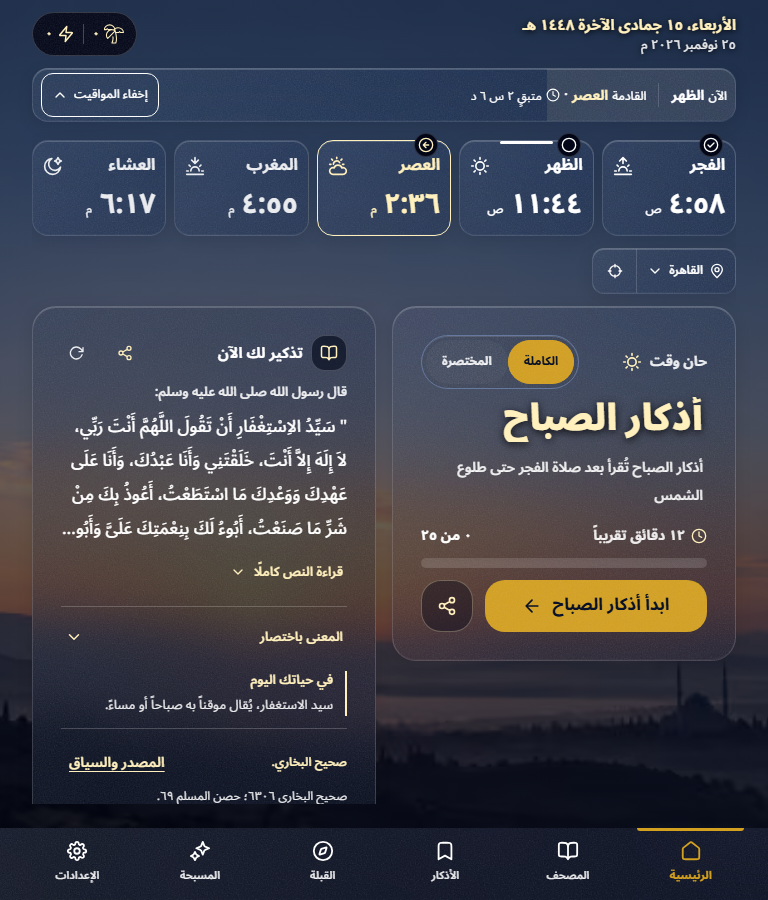 الأربعاء، ١٥ جمادى الآخرة ١٤٤٨ هـ
٢٥ نوفمبر ٢٠٢٦ م
٠
٠
الآن الظهر
القادمة العصر · متبقٍ ٢ س ٦ د
إخفاء المواقيت
الفجر
٤:٥٨ ص
الظهر
١١:٤٤ ص
العصر
٢:٣٦ م
المغرب
٤:٥٥ م
العشاء
٦:١٧ م
القاهرة
حان وقت
الكاملة
المختصرة
أذكار الصباح
أذكار الصباح تُقرأ بعد صلاة الفجر حتى طلوع
الشمس
١٢ دقائق تقريباً
٠ من ٢٥
ابدأ أذكار الصباح
تذكير لك الآن
قال رسول الله صلى الله عليه وسلم:
" سَيِّدُ الاِسْتِغْفَارِ أَنْ تَقُولَ اللَّهُمَّ أَنْتَ رَبِّي،
لاَ إِلَهَ إِلاَّ أَنْتَ، خَلَقْتَنِي وَأَنَا عَبْدُكَ، وَأَنَا عَلَى
عَهْدِكَ وَوَعْدِكَ مَا اسْتَطَعْتُ، أَعُوذُ بِكَ مِنْ
شَرِّ مَا صَنَعْتُ، أَبُوءُ لَكَ بِنِعْمَتِكَ عَلَىَّ وَأَبُو...
قراءة النص كاملًا
المعنى باختصار
في حياتك اليوم
سيد الاستغفار، يُقال موقناً به صباحاً أو مساءً.
صحيح البخاري.
المصدر والسياق
صحيح البخاري ٦٣٠٦؛ حصن المسلم ٦٩.
الرئيسية
المصحف
الأذكار
القبلة
المسبحة
الإعدادات